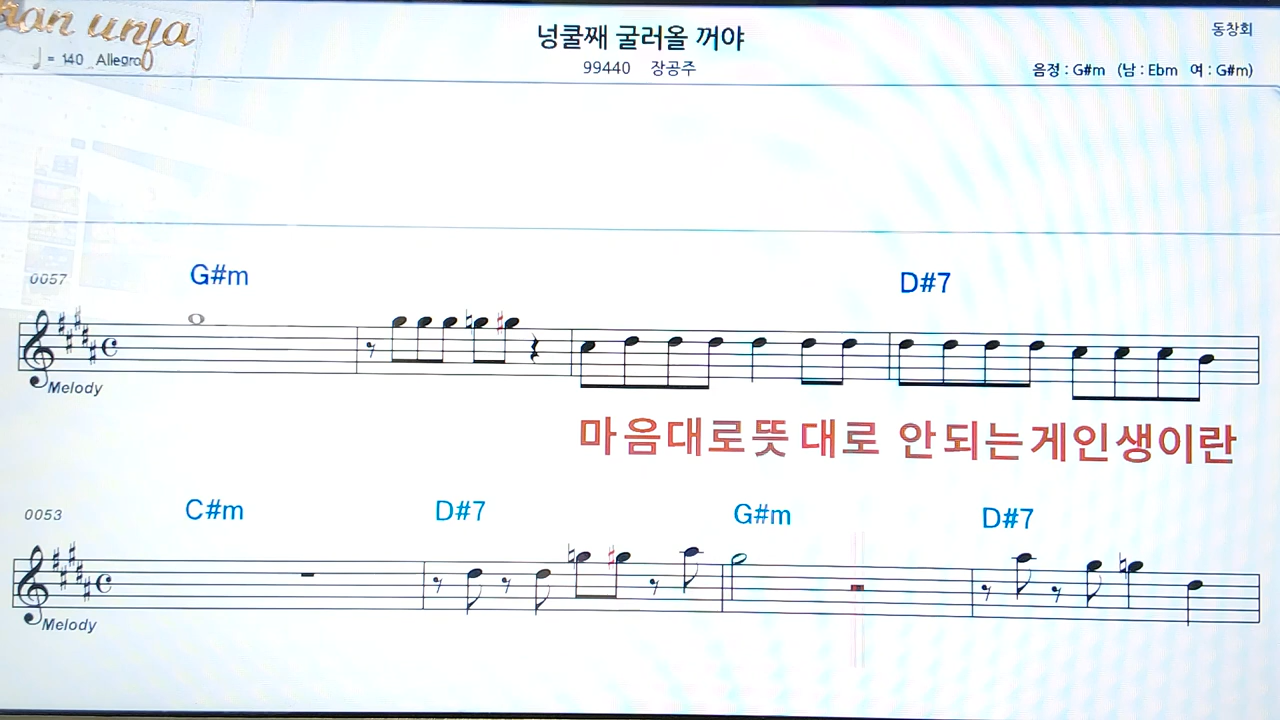 넝쿨째 굴러올 꺼야
동창회
♩ = 140 Allegro
99440 장공주
음정 : G#m (남 : Ebm 여 : G#m)
0057 G#m D#7
Melody
마음대로뜻대로 안되는게인생이란
0053 C#m D#7 G#m D#7
Melody